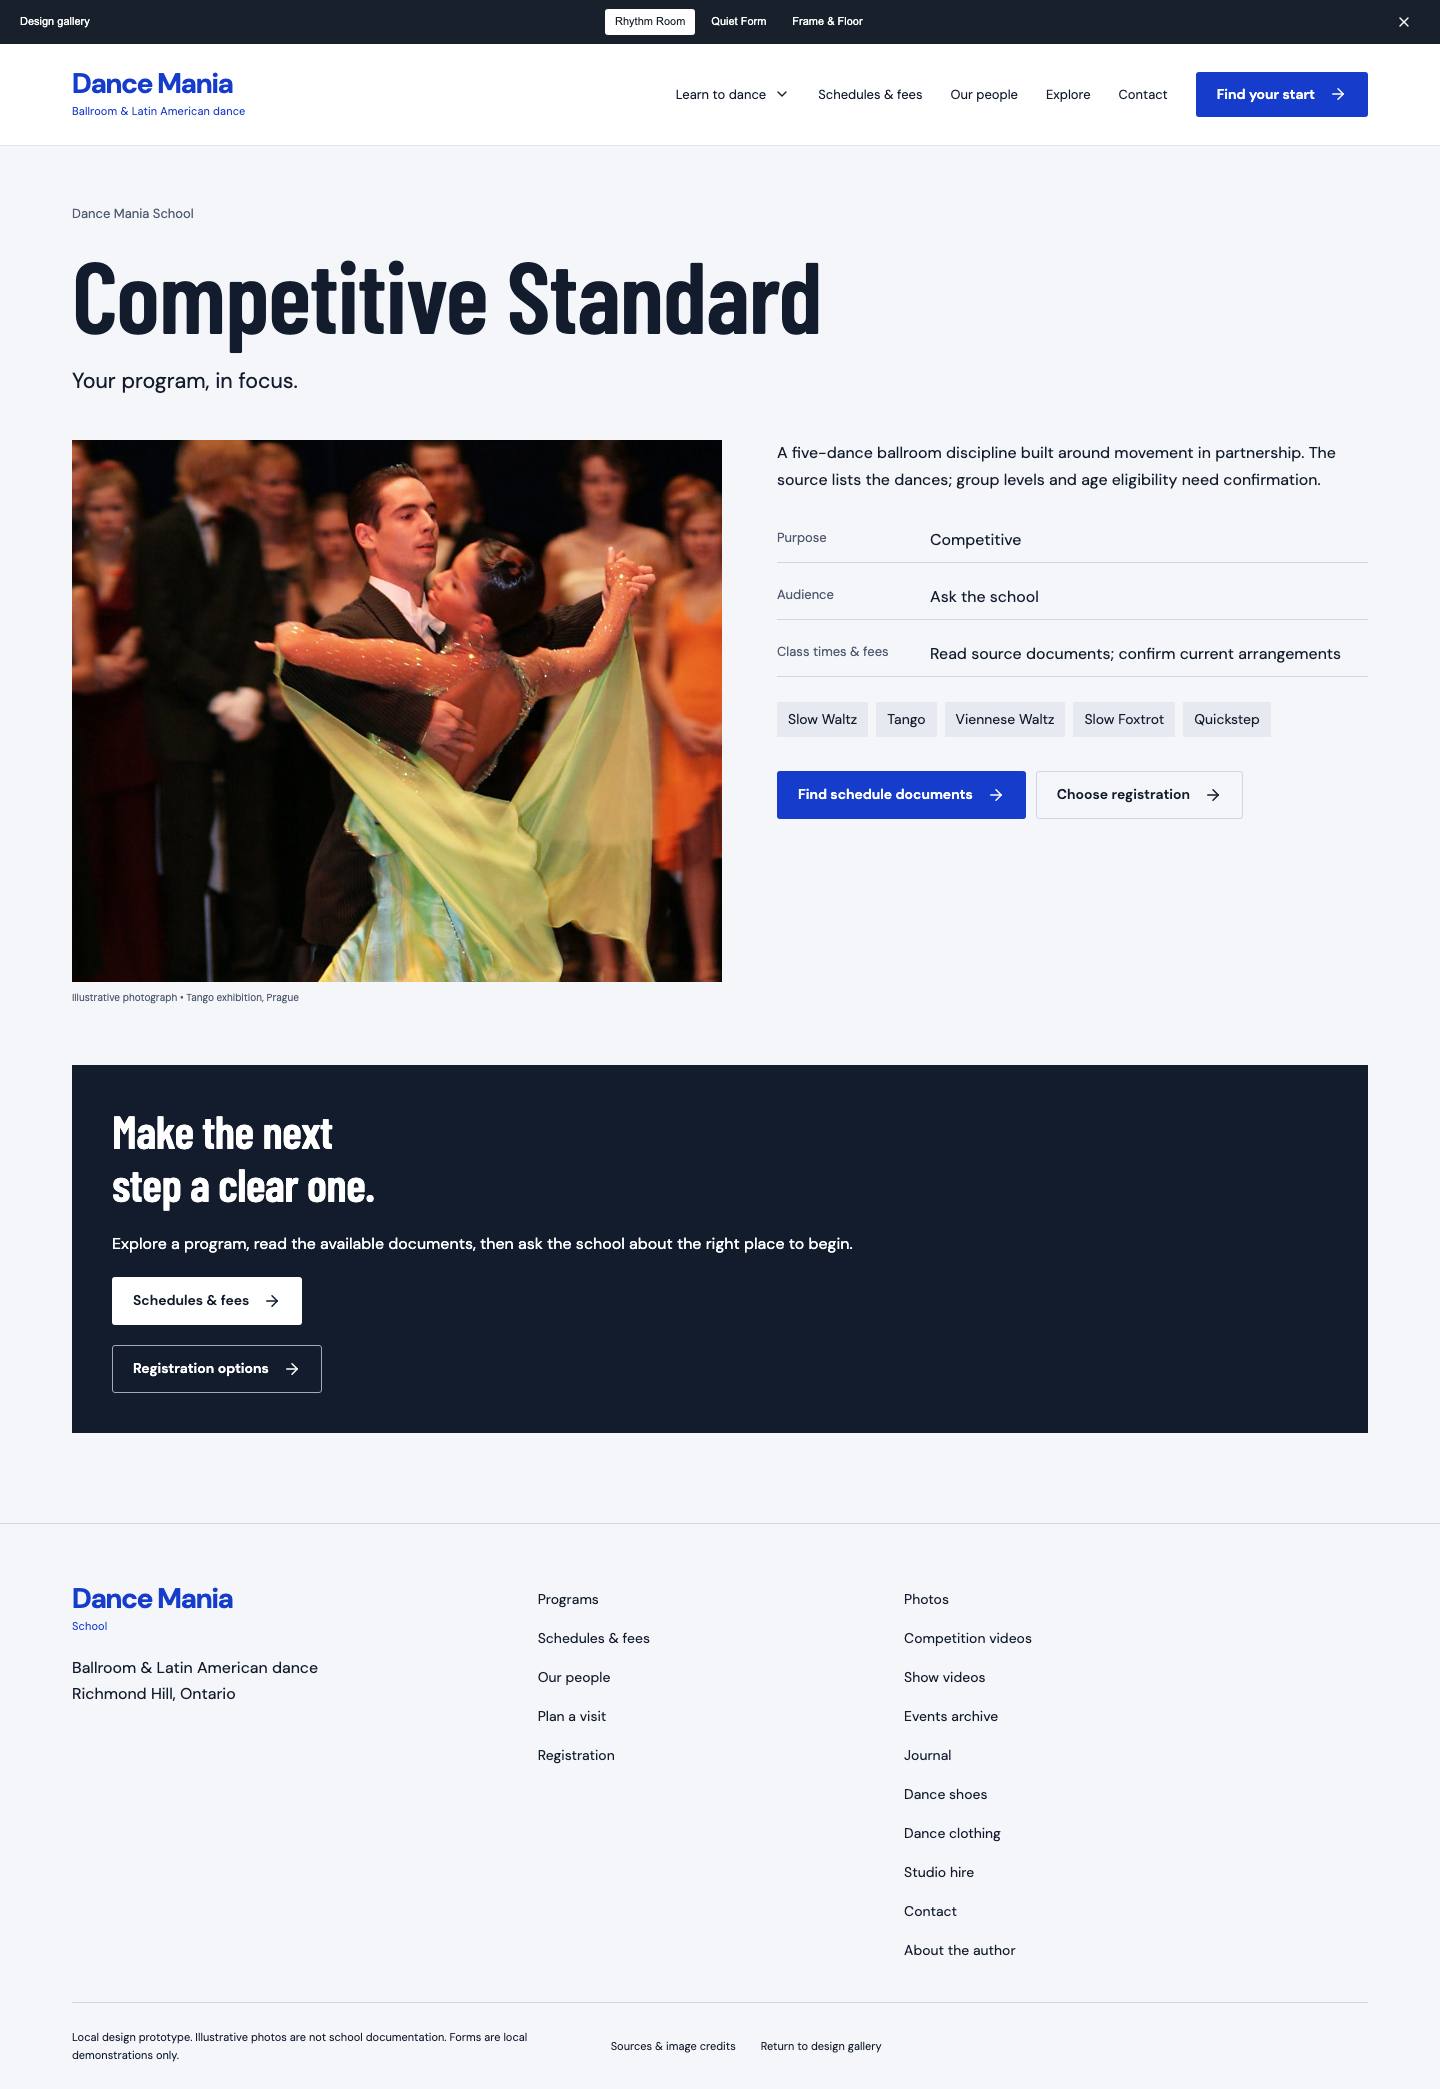 Design gallery
Rhythm Room
Quiet Form
Frame & Floor
Dance Mania
Ballroom & Latin American dance
Learn to dance
Schedules & fees
Our people
Explore
Contact
Find your start
Dance Mania School
Competitive Standard
Your program, in focus.
A five-dance ballroom discipline built around movement in partnership. The
source lists the dances; group levels and age eligibility need confirmation.
Purpose
Competitive
Audience
Ask the school
Class times & fees
Read source documents; confirm current arrangements
Slow Waltz
Tango
Viennese Waltz
Slow Foxtrot
Quickstep
Find schedule documents
Choose registration
Illustrative photograph • Tango exhibition, Prague
Make the next
step a clear one.
Explore a program, read the available documents, then ask the school about the right place to begin.
Schedules & fees
Registration options
Dance Mania
School
Ballroom & Latin American dance
Richmond Hill, Ontario
Programs
Schedules & fees
Our people
Plan a visit
Registration
Photos
Competition videos
Show videos
Events archive
Journal
Dance shoes
Dance clothing
Studio hire
Contact
About the author
Local design prototype. Illustrative photos are not school documentation. Forms are local
demonstrations only.
Sources & image credits
Return to design gallery